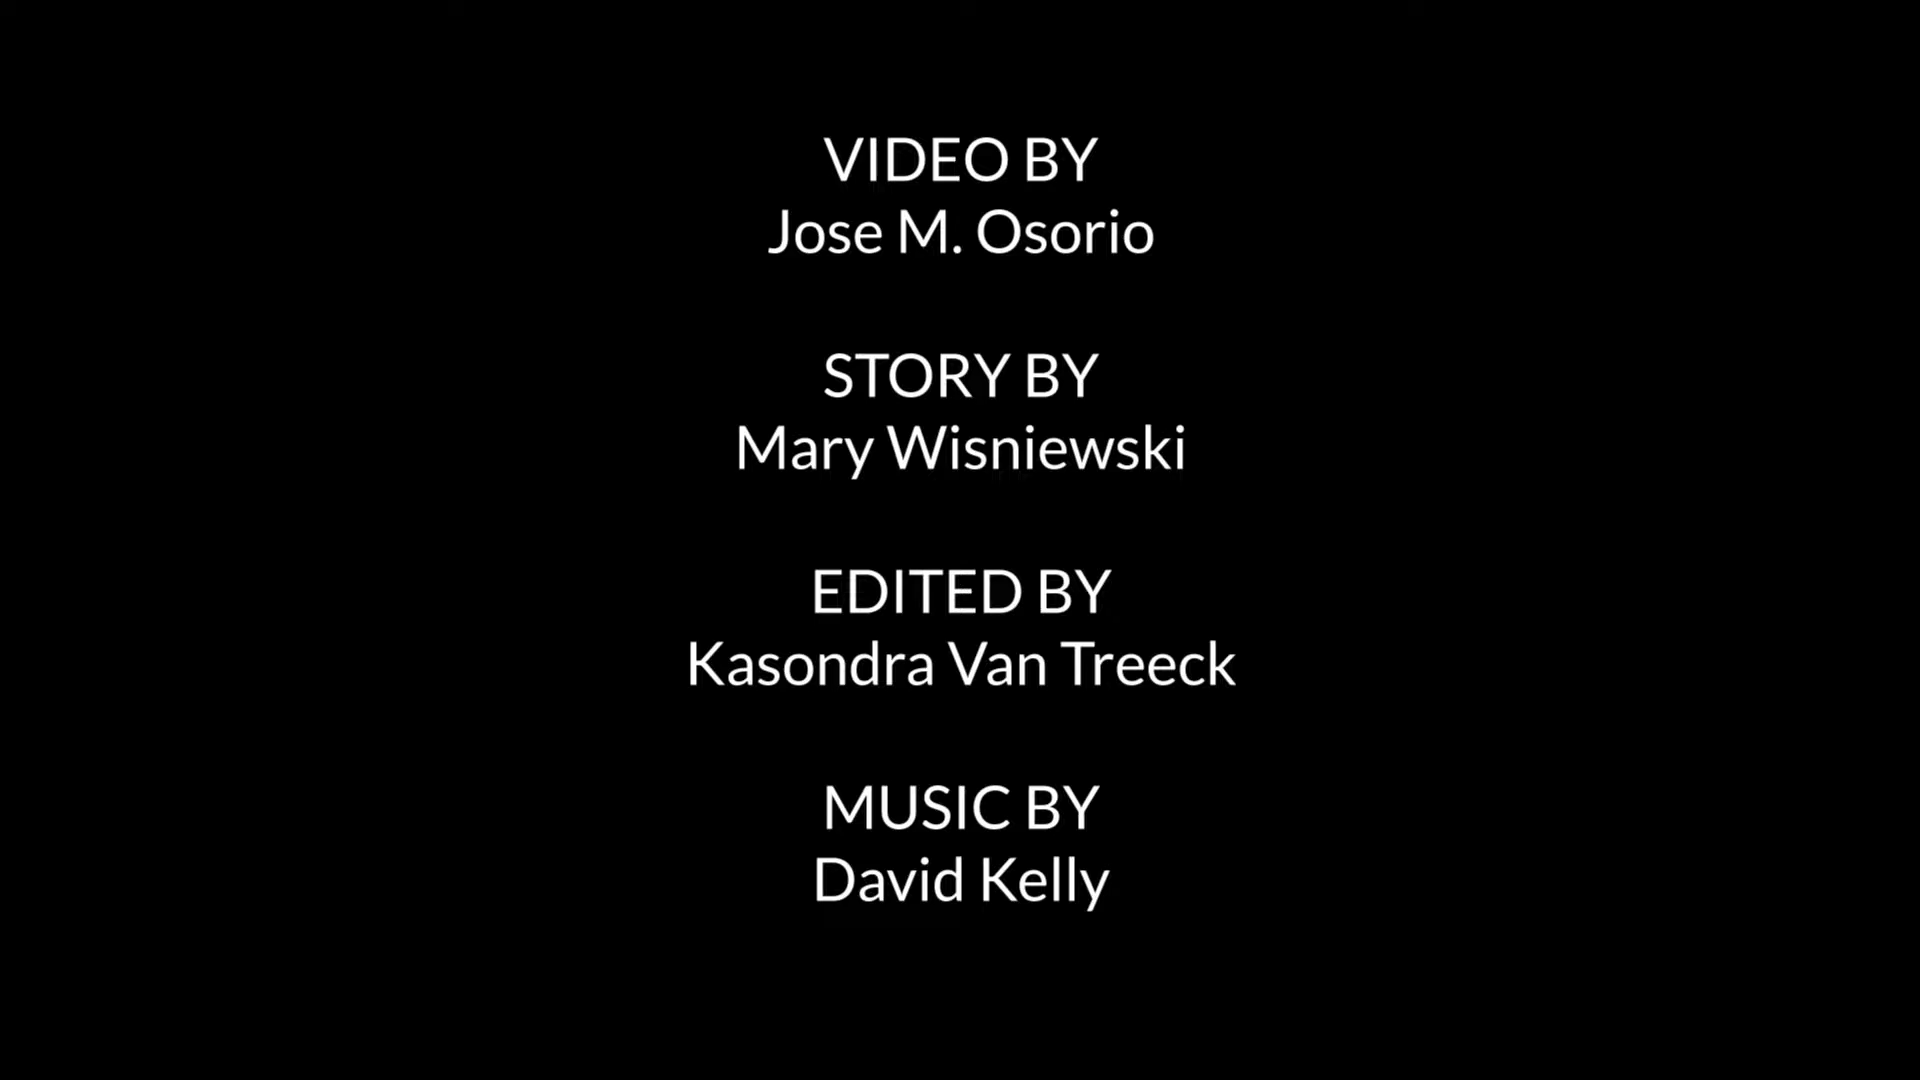 VIDEO BY
Jose M. Osorio
STORY BY
Mary Wisniewski
EDITED BY
Kasondra Van Treeck
MUSIC BY
David Kelly